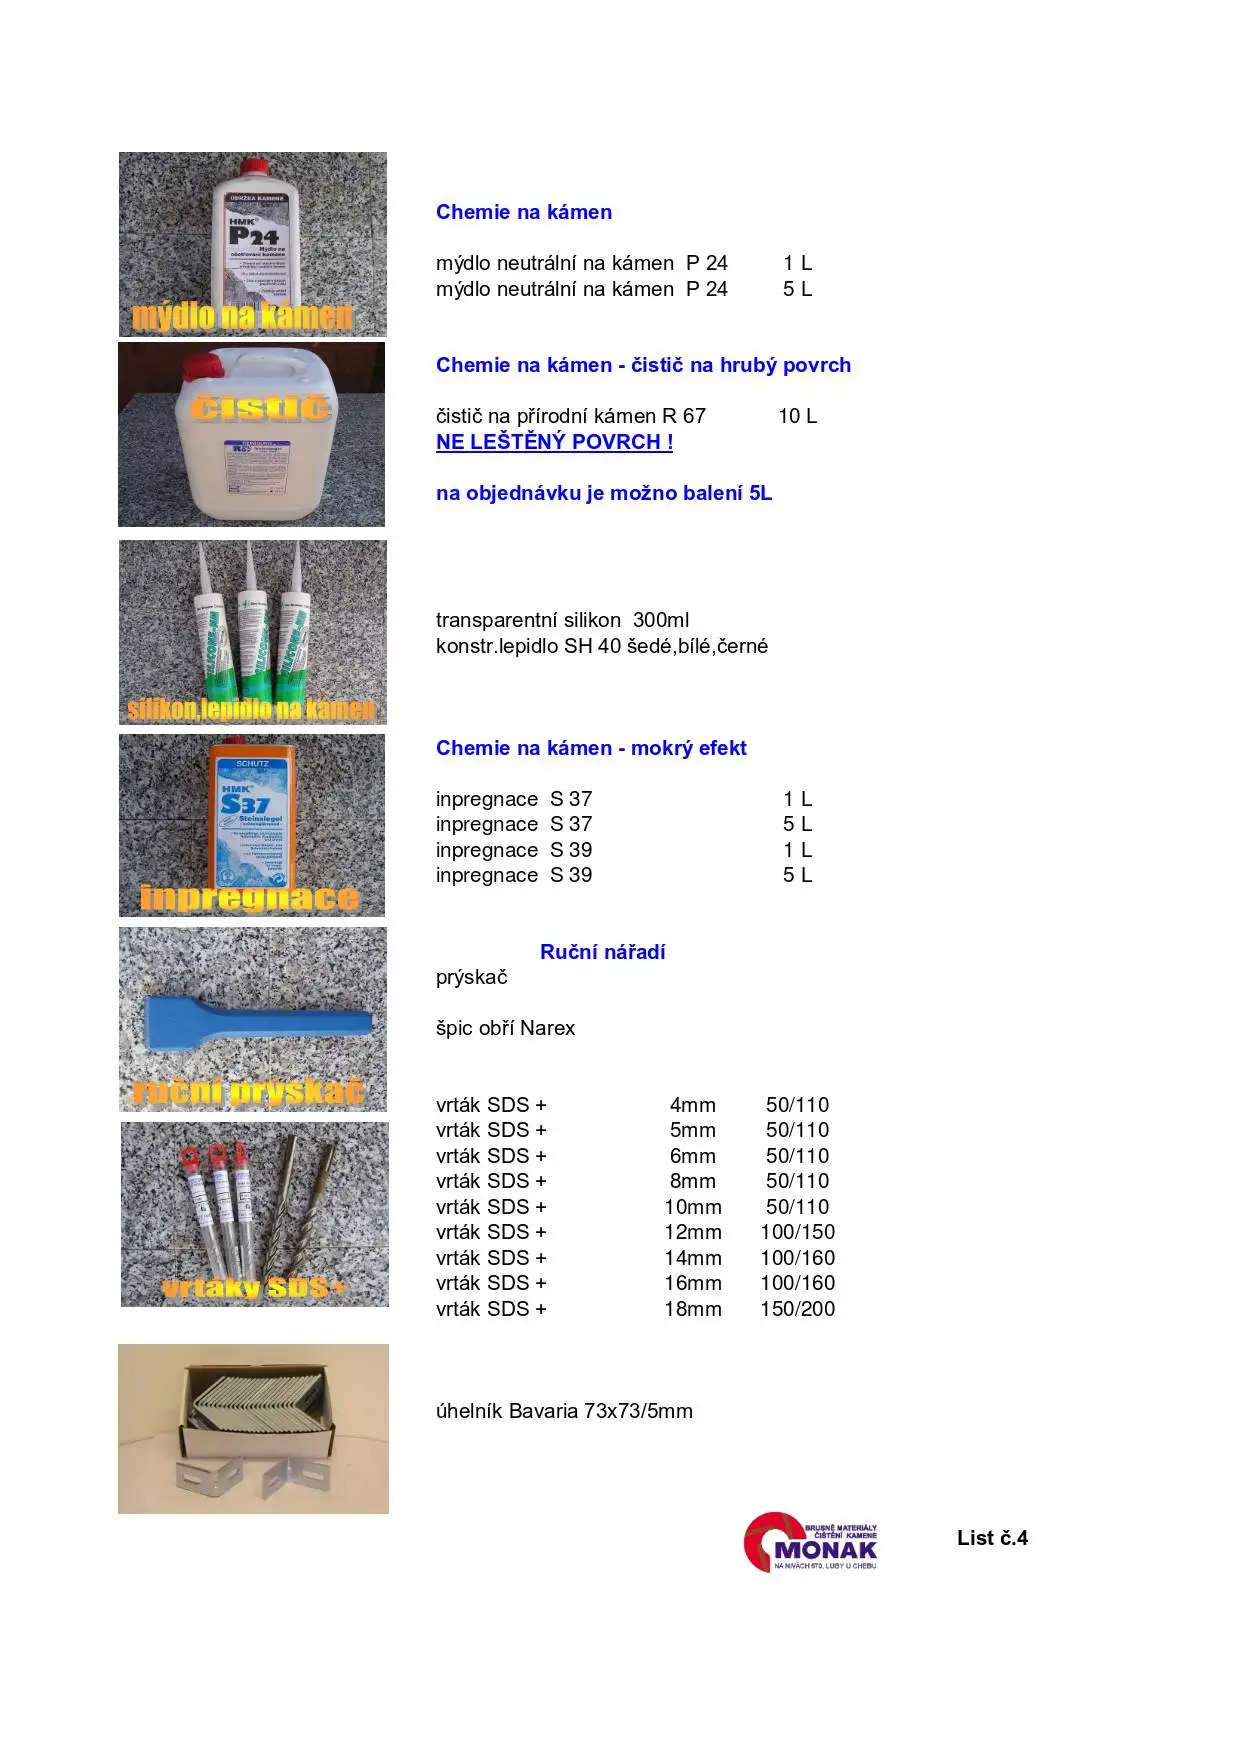 ÚDRŽBA KAMENE
HMK®
P24
Mýdlo na
ošetřování kamene
mýdlo na kámen
Chemie na kámen
mýdlo neutrální na kámen P 24 1 L
mýdlo neutrální na kámen P 24 5 L
čistič
R67
Chemie na kámen - čistič na hrubý povrch
čistič na přírodní kámen R 67 10 L
NE LEŠTĚNÝ POVRCH !
na objednávku je možno balení 5L
silikon,lepidlo na kámen
transparentní silikon 300ml
konstr.lepidlo SH 40 šedé,bílé,černé
SCHUTZ
HMK®
S37
Steinsiegel
inpregnace
Chemie na kámen - mokrý efekt
inpregnace S 37 1 L
inpregnace S 37 5 L
inpregnace S 39 1 L
inpregnace S 39 5 L
ruční prýskač
Ruční nářadí
prýskač
špic obří Narex
vrtáky SDS+
vrták SDS + 4mm 50/110
vrták SDS + 5mm 50/110
vrták SDS + 6mm 50/110
vrták SDS + 8mm 50/110
vrták SDS + 10mm 50/110
vrták SDS + 12mm 100/150
vrták SDS + 14mm 100/160
vrták SDS + 16mm 100/160
vrták SDS + 18mm 150/200
úhelník Bavaria 73x73/5mm
BRUSNÉ MATERIÁLY
ČIŠTĚNÍ KAMENE
MONAK
NA NIVÁCH 670, LUBY U CHEBU
List č.4